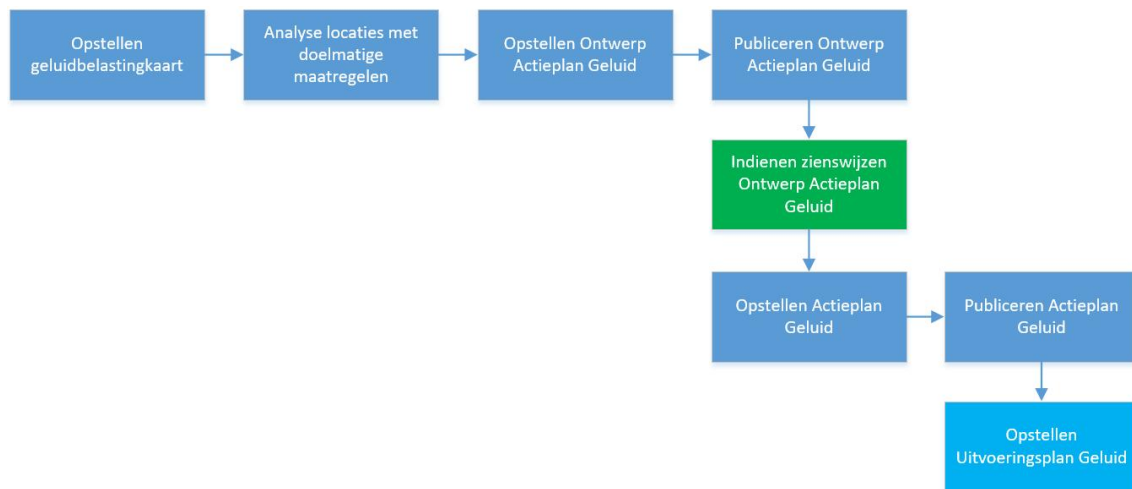 Opstellen
geluidbelastingkaart
Analyse locaties met
doelmatige
maatregelen
Opstellen Ontwerp
Actieplan Geluid
Publiceren Ontwerp
Actieplan Geluid
Indienen zienswijzen
Ontwerp Actieplan
Geluid
Opstellen Actieplan
Geluid
Publiceren Actieplan
Geluid
Opstellen
Uitvoeringsplan Geluid